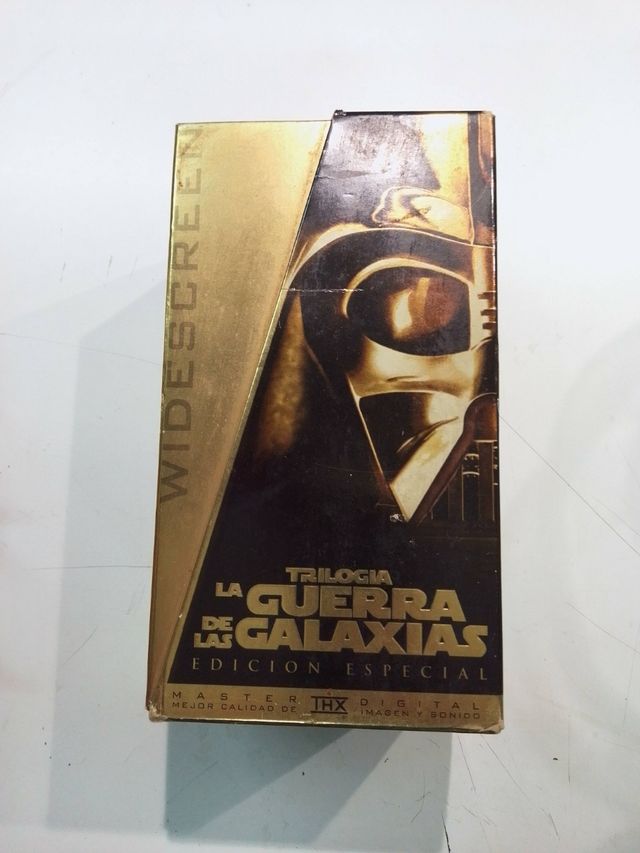 WIDESCREEN
TRILOGIA
LA GUERRA
DE LAS GALAXIAS
EDICION ESPECIAL
MASTER THX DIGITAL
MEJOR CALIDAD DE IMAGEN Y SONIDO